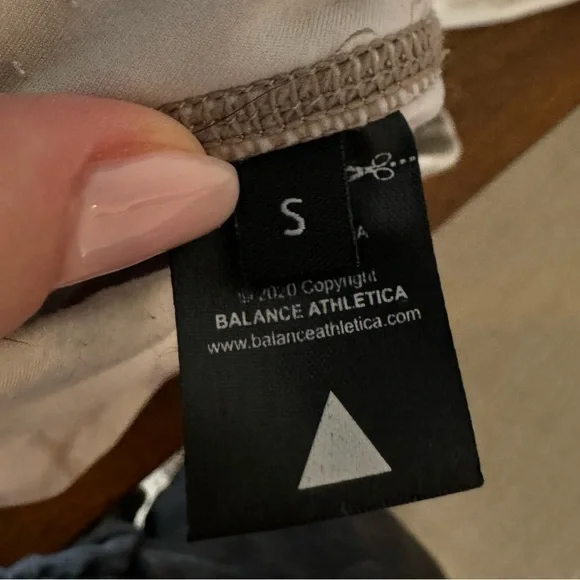 S
A
© 2020 Copyright
BALANCE ATHLETICA
www.balanceathletica.com